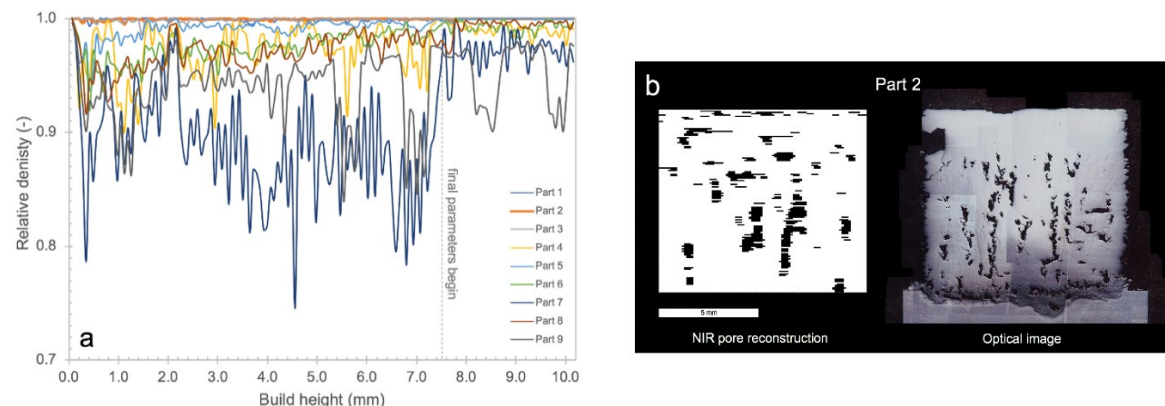 1.0
0.9
0.8
0.7
Relative denisty (-)
a
0.0 1.0 2.0 3.0 4.0 5.0 6.0 7.0 8.0 9.0 10.0
Build height (mm)
final parameters begin
Part 1
Part 2
Part 3
Part 4
Part 5
Part 6
Part 7
Part 8
Part 9
b
Part 2
5 mm
NIR pore reconstruction
Optical image